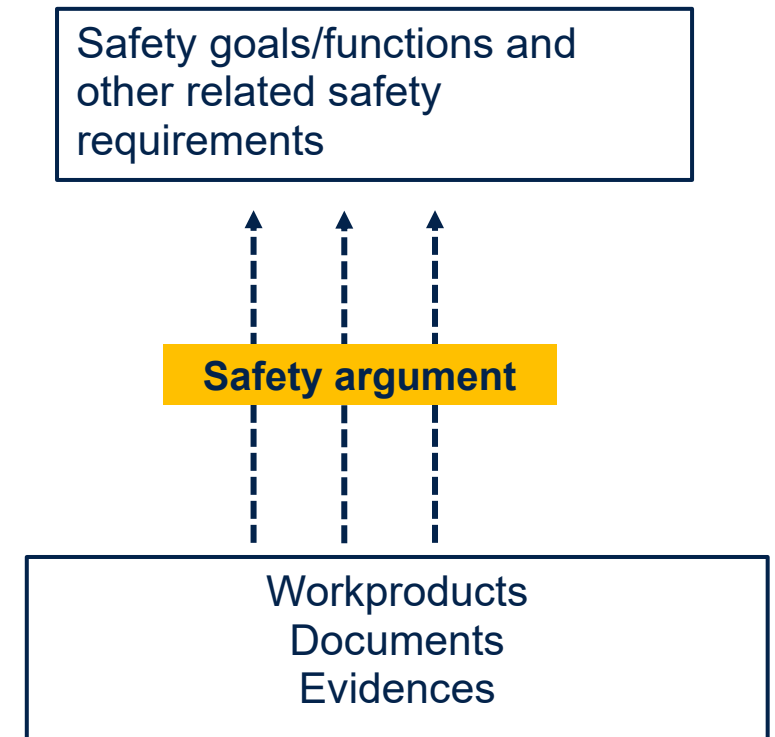 Safety goals/functions and
other related safety
requirements
Safety argument
Workproducts
Documents
Evidences